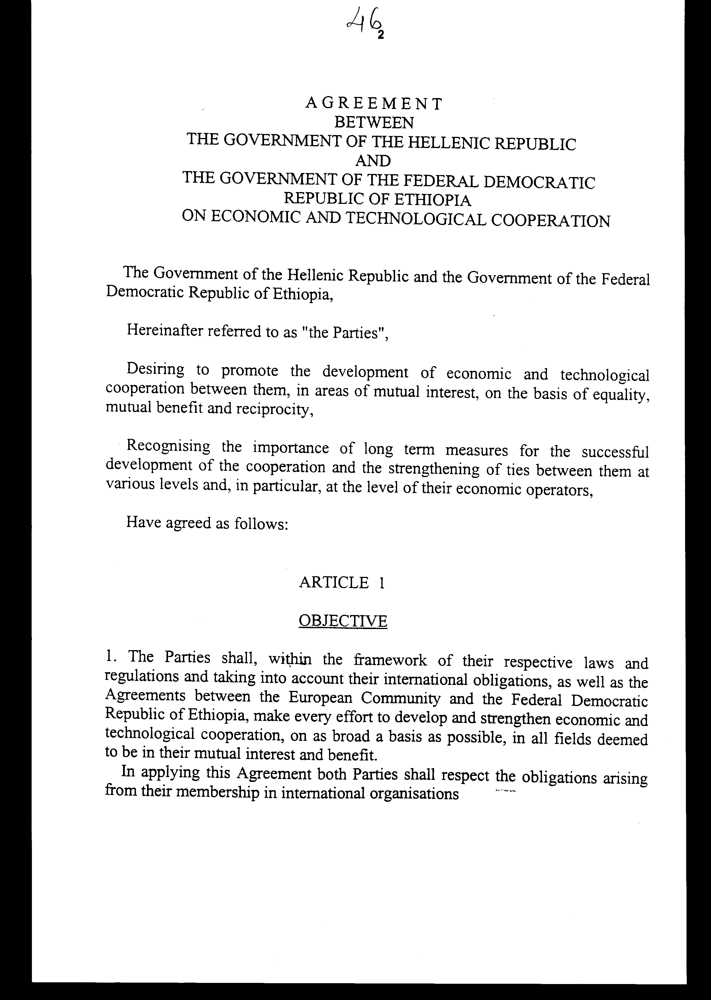 46
2
AGREEMENT
BETWEEN
THE GOVERNMENT OF THE HELLENIC REPUBLIC
AND
THE GOVERNMENT OF THE FEDERAL DEMOCRATIC
REPUBLIC OF ETHIOPIA
ON ECONOMIC AND TECHNOLOGICAL COOPERATION
The Government of the Hellenic Republic and the Government of the Federal
Democratic Republic of Ethiopia,
Hereinafter referred to as "the Parties",
Desiring to promote the development of economic and technological
cooperation between them, in areas of mutual interest, on the basis of equality,
mutual benefit and reciprocity,
Recognising the importance of long term measures for the successful
development of the cooperation and the strengthening of ties between them at
various levels and, in particular, at the level of their economic operators,
Have agreed as follows:
ARTICLE 1
OBJECTIVE
1. The Parties shall, within the framework of their respective laws and
regulations and taking into account their international obligations, as well as the
Agreements between the European Community and the Federal Democratic
Republic of Ethiopia, make every effort to develop and strengthen economic and
technological cooperation, on as broad a basis as possible, in all fields deemed
to be in their mutual interest and benefit.
In applying this Agreement both Parties shall respect the obligations arising
from their membership in international organisations